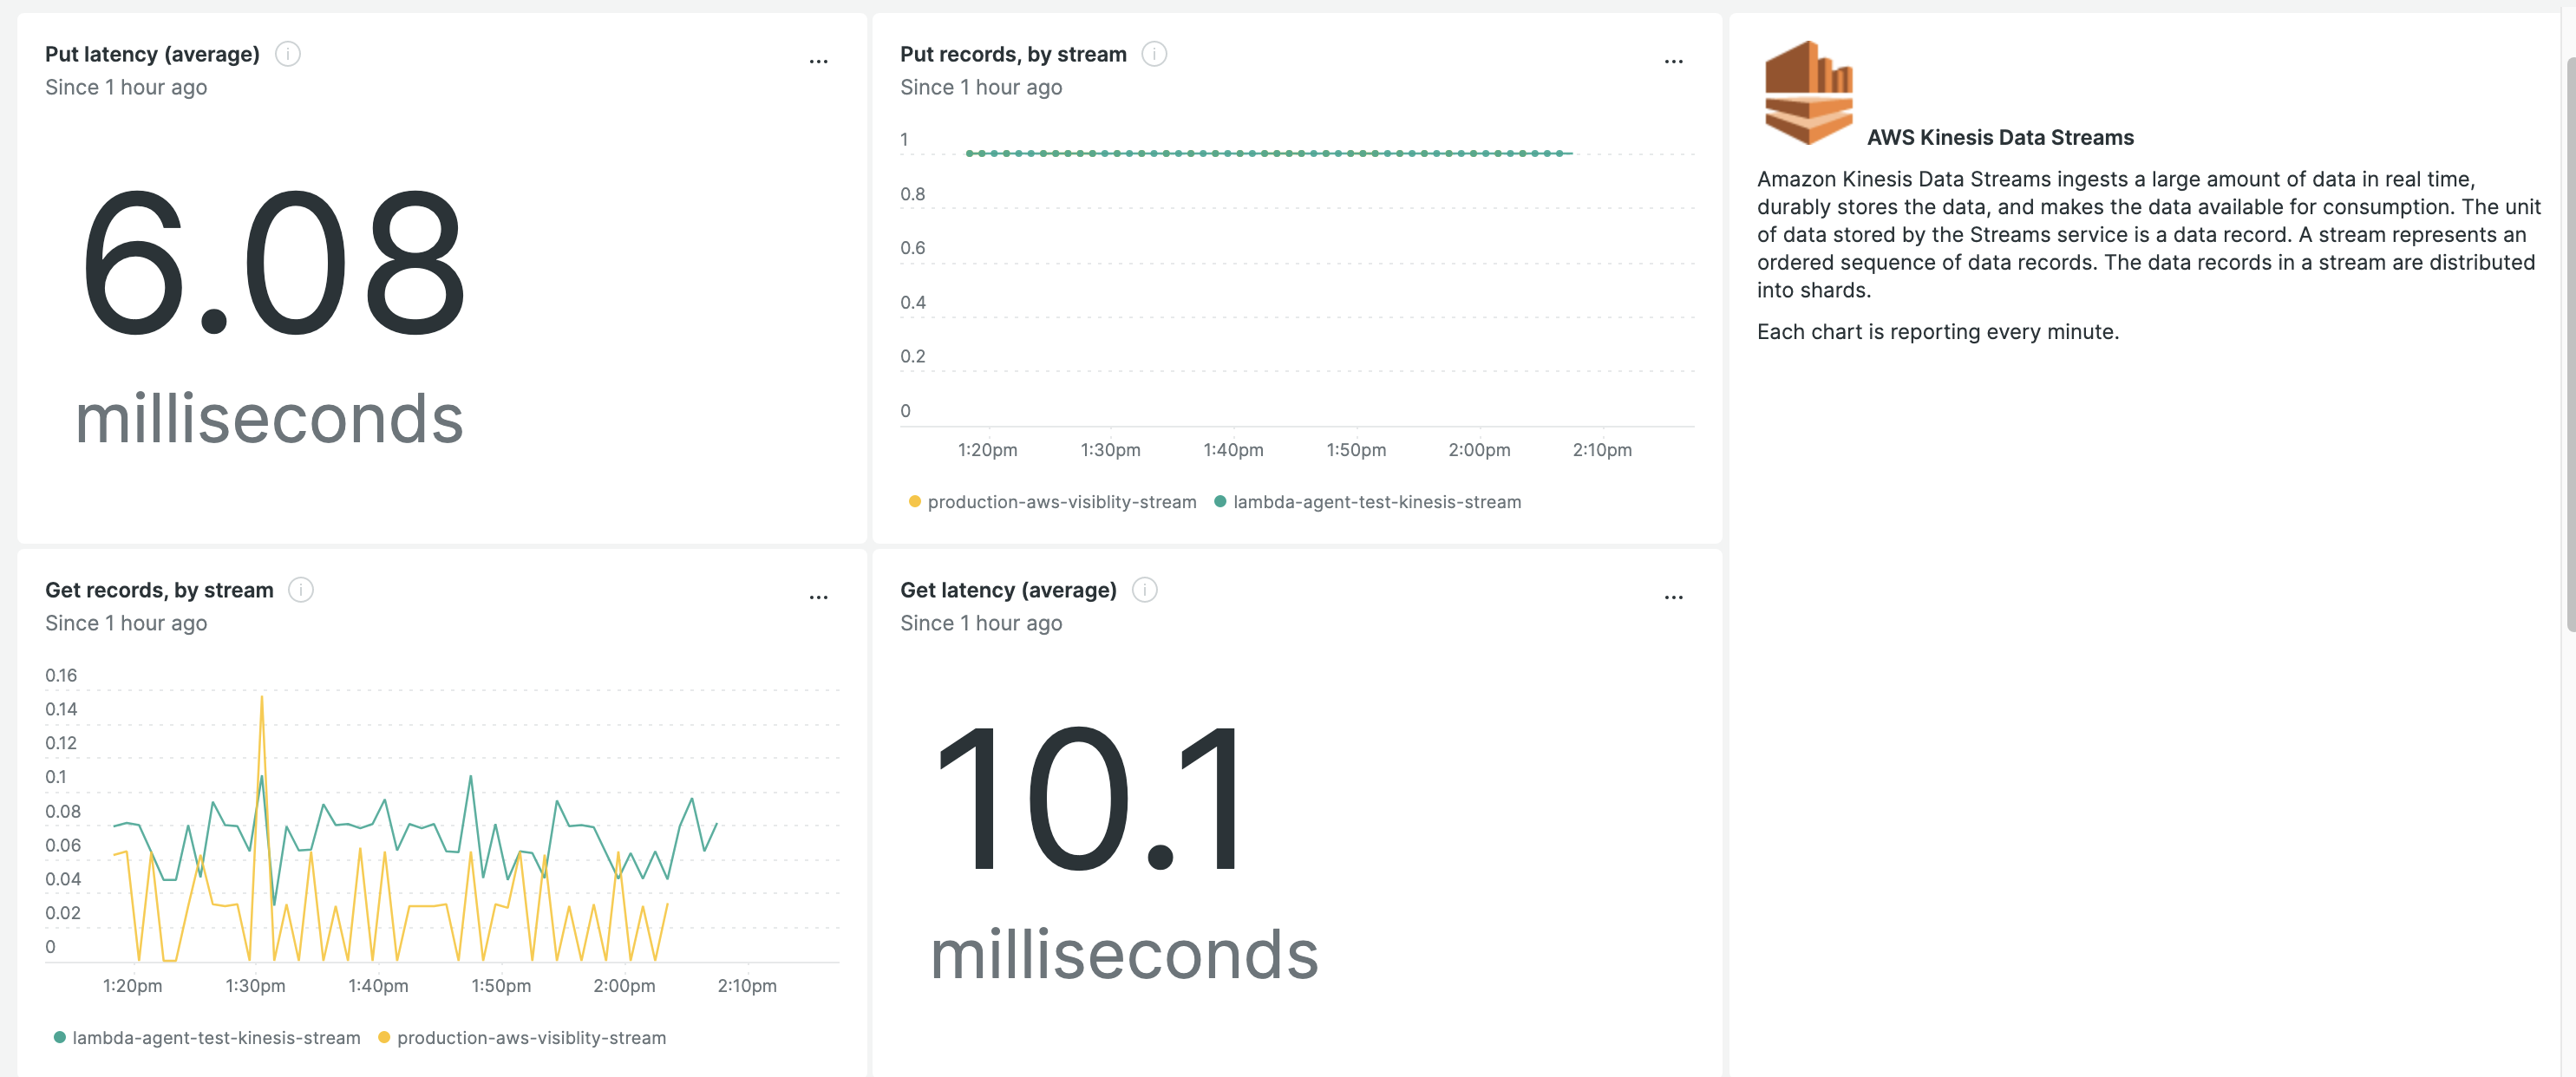 Put latency (average)
Since 1 hour ago
6.08
milliseconds
Put records, by stream
Since 1 hour ago
1
0.8
0.6
0.4
0.2
0
1:20pm 1:30pm 1:40pm 1:50pm 2:00pm 2:10pm
production-aws-visiblity-stream lambda-agent-test-kinesis-stream
AWS Kinesis Data Streams
Amazon Kinesis Data Streams ingests a large amount of data in real time,
durably stores the data, and makes the data available for consumption. The unit
of data stored by the Streams service is a data record. A stream represents an
ordered sequence of data records. The data records in a stream are distributed
into shards.
Each chart is reporting every minute.
Get records, by stream
Since 1 hour ago
0.16
0.14
0.12
0.1
0.08
0.06
0.04
0.02
0
1:20pm 1:30pm 1:40pm 1:50pm 2:00pm 2:10pm
lambda-agent-test-kinesis-stream production-aws-visiblity-stream
Get latency (average)
Since 1 hour ago
10.1
milliseconds